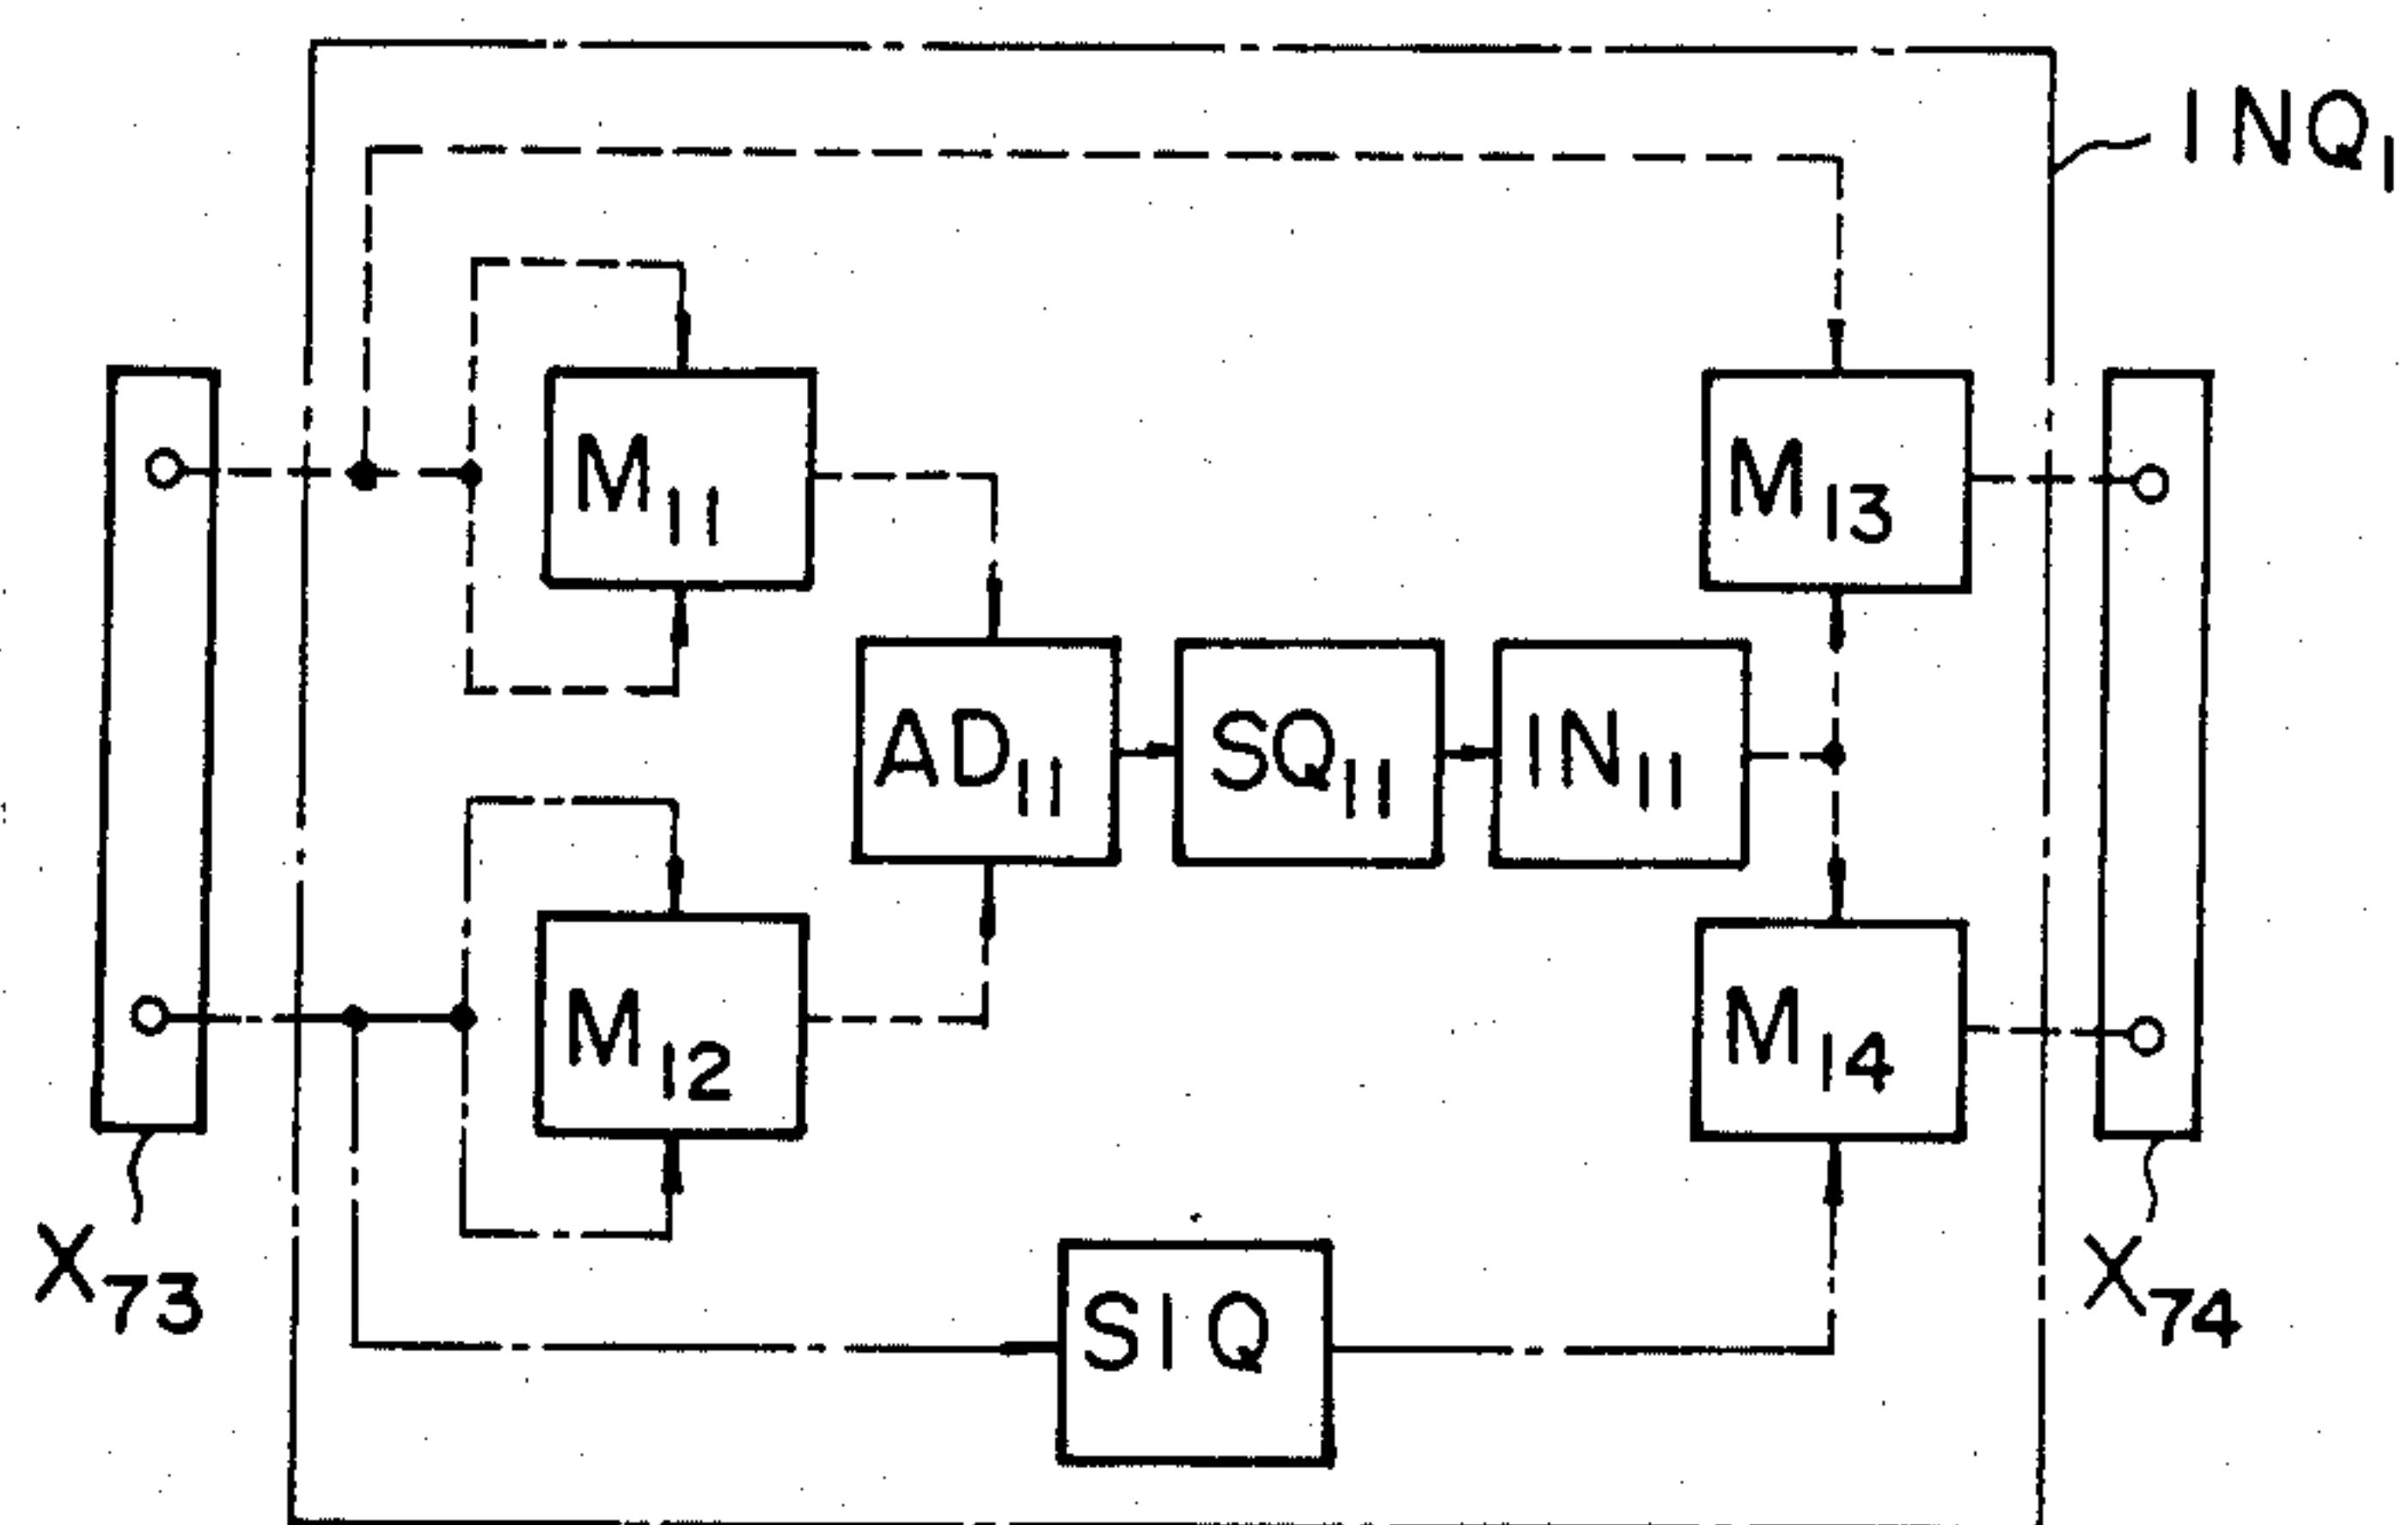 INQ₁
M₁₁
M₁₃
AD₁₁
SQ₁₁
IN₁₁
M₁₂
M₁₄
X₇₃
SIQ
X₇₄